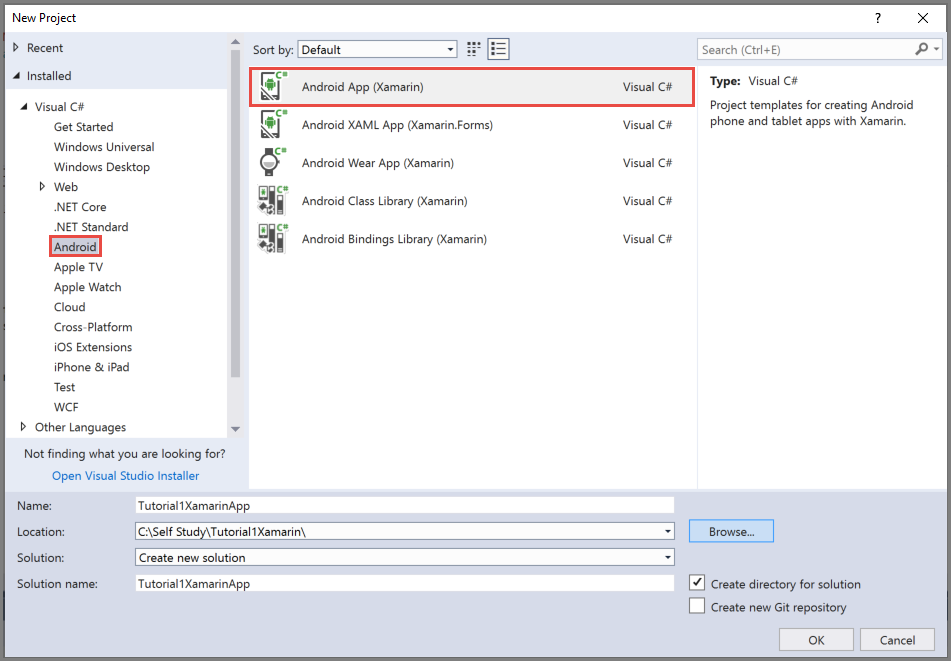 New Project
?
Recent
Installed
Visual C#
Get Started
Windows Universal
Windows Desktop
Web
.NET Core
.NET Standard
Android
Apple TV
Apple Watch
Cloud
Cross-Platform
iOS Extensions
iPhone & iPad
Test
WCF
Other Languages
Not finding what you are looking for?
Open Visual Studio Installer
Sort by: Default
C# Android App (Xamarin) Visual C#
C# Android XAML App (Xamarin.Forms) Visual C#
C# Android Wear App (Xamarin) Visual C#
C# Android Class Library (Xamarin) Visual C#
C# Android Bindings Library (Xamarin) Visual C#
Search (Ctrl+E)
Type: Visual C#
Project templates for creating Android
phone and tablet apps with Xamarin.
Name: Tutorial1XamarinApp
Location: C:\Self Study\Tutorial1Xamarin\ Browse...
Solution: Create new solution
Solution name: Tutorial1XamarinApp
Create directory for solution
Create new Git repository
OK Cancel